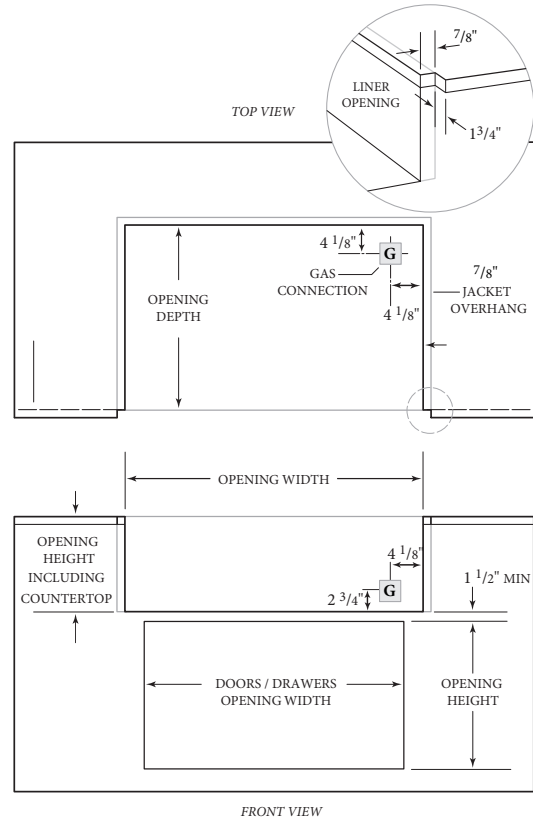 7/8"
LINER
OPENING
1 3/4"
TOP VIEW
4 1/8"
G
GAS
CONNECTION
7/8"
JACKET
OVERHANG
OPENING
DEPTH
4 1/8"
OPENING WIDTH
OPENING
HEIGHT
INCLUDING
COUNTERTOP
4 1/8"
G
2 3/4"
1 1/2" MIN
DOORS / DRAWERS
OPENING WIDTH
OPENING
HEIGHT
FRONT VIEW